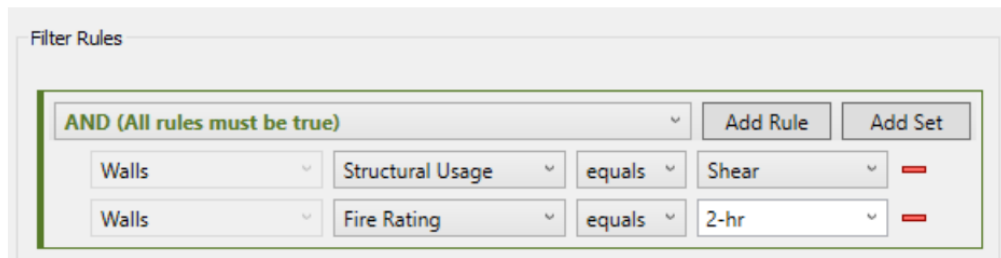 Filter Rules
AND (All rules must be true) Add Rule Add Set
Walls Structural Usage equals Shear
Walls Fire Rating equals 2-hr